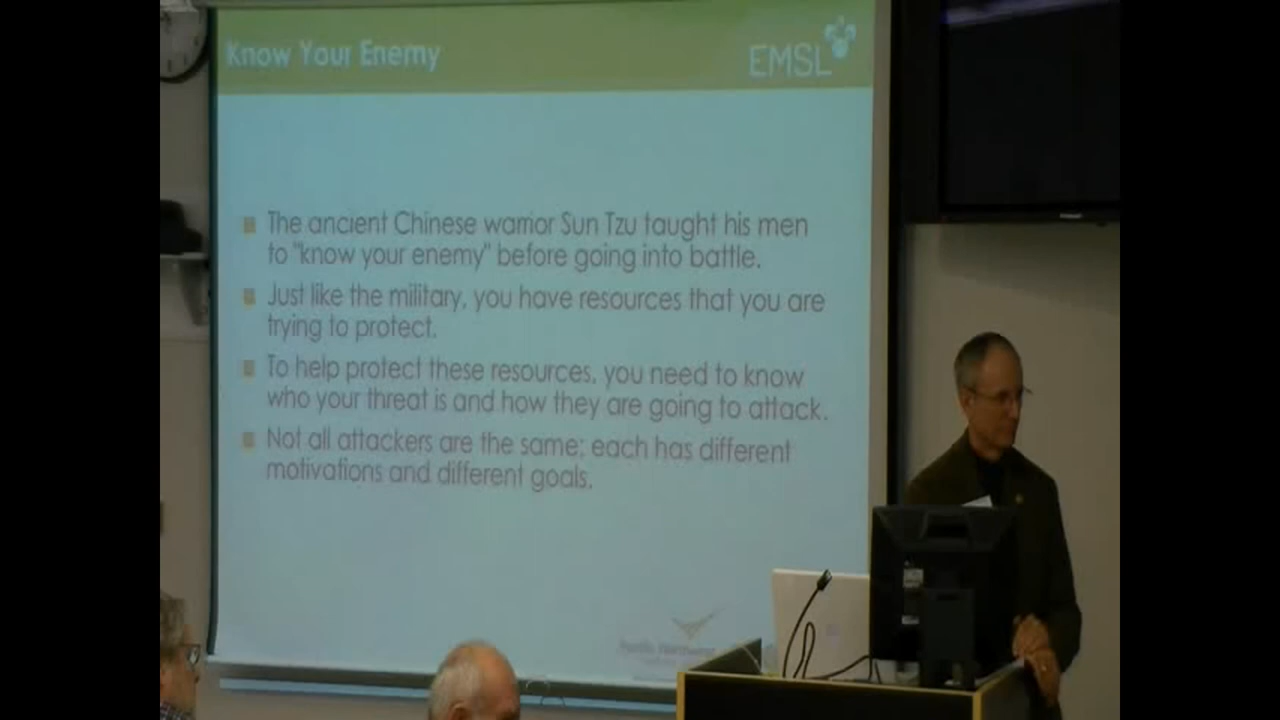 Know Your Enemy
EMSL
The ancient Chinese warrior Sun Tzu taught his men
to "know your enemy" before going into battle.
Just like the military, you have resources that you are
trying to protect.
To help protect these resources, you need to know
who your threat is and how they are going to attack.
Not all attackers are the same; each has different
motivations and different goals.
Pacific Northwest